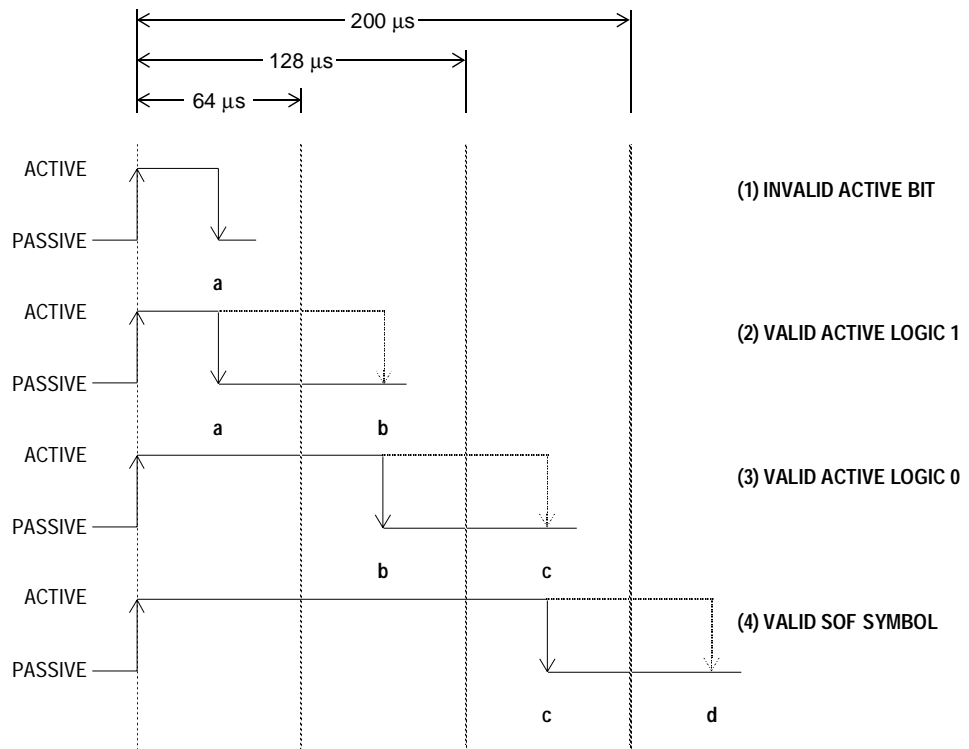 200 μs
128 μs
64 μs
ACTIVE
(1) INVALID ACTIVE BIT
PASSIVE
a
ACTIVE
(2) VALID ACTIVE LOGIC 1
PASSIVE
a b
ACTIVE
(3) VALID ACTIVE LOGIC 0
PASSIVE
b c
ACTIVE
(4) VALID SOF SYMBOL
PASSIVE
c d